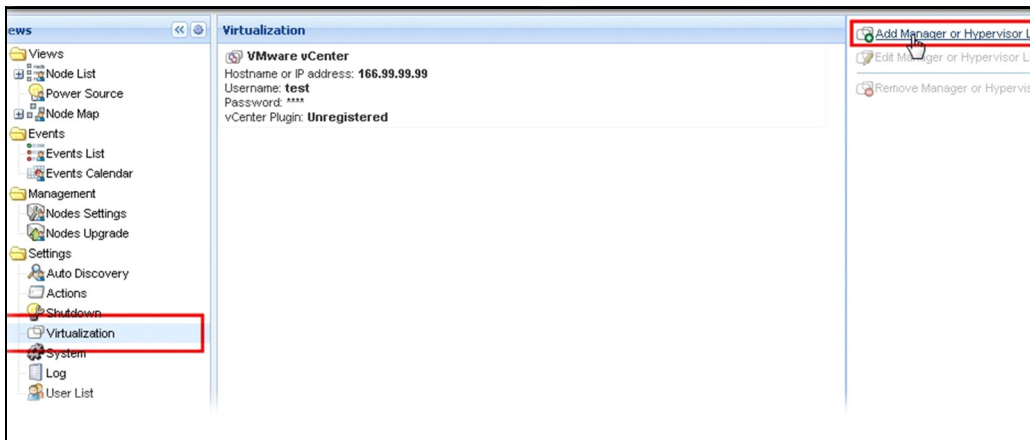 ews
Views
Node List
Power Source
Node Map
Events
Events List
Events Calendar
Management
Nodes Settings
Nodes Upgrade
Settings
Auto Discovery
Actions
Shutdown
Virtualization
System
Log
User List
Virtualization
VMware vCenter
Hostname or IP address: 166.99.99.99
Username: test
Password: ****
vCenter Plugin: Unregistered
Add Manager or Hypervisor L
Edit Manager or Hypervisor L
Remove Manager or Hypervis